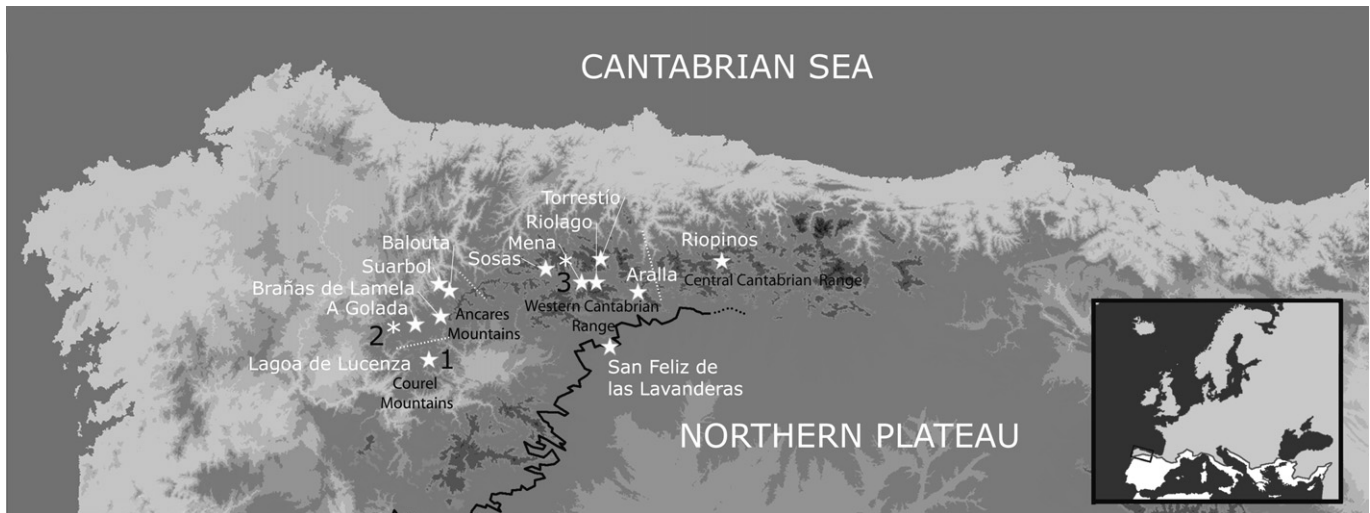 CANTABRIAN SEA
Torrestío
Riolago
Mena *
Sosas
3
Balouta
Suarbol
Brañas de Lamela
A Golada
2 *
Riopinos
Aralla
Central Cantabrian Range
Western Cantabrian
Range
Ancares
Mountains
Lagoa de Lucenza
1
Courel
Mountains
San Feliz de
las Lavanderas
NORTHERN PLATEAU